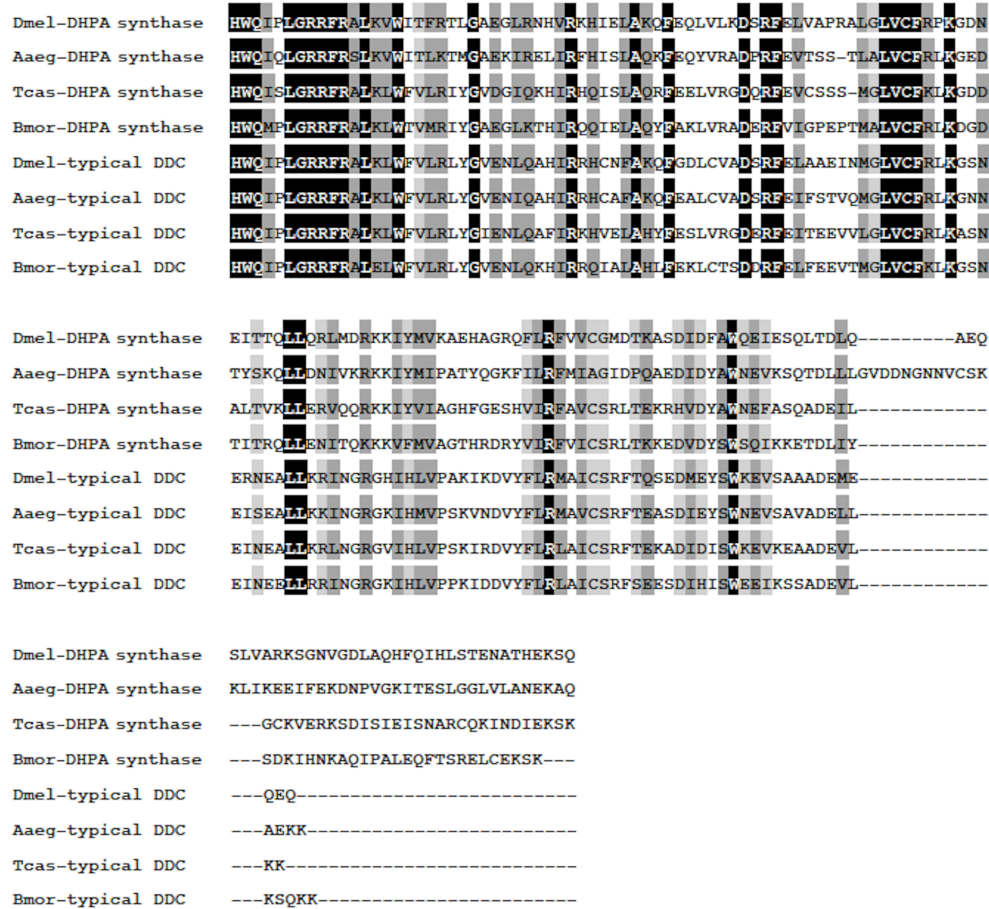 Dmel-DHPA synthase HWQIPLGRRFRALKVWITFRTLGAEGLRNHVRKHIELAKQFEQLVLKDSRFELVAPRALGLVCFRPKGDN
Aaeg-DHPA synthase HWQIQLGRRFRSLKVWITLKTMGAEKIRELIRFHISLAQKFEQYVRADPRFEVTSS-TLALVCFRLKGED
Tcas-DHPA synthase HWQISLGRRFRALKLWFVLRIYGVDGIQKHIRHQISLAQRFEELVRGDQRFEVCSSS-MGLVCFRLKGDD
Bmor-DHPA synthase HWQMPLGRRFRALKLWTVMRIYGAEGLKTHIRQQIELAQYFAKLVRADERFVIGPEPTMALVCFRLKDGD
Dmel-typical DDC HWQIPLGRRFRALKLWFVLRLYGVENLQAHIRRHCNFAKQFGDLCVADSRFELAAEINMGLVCFRLKGSN
Aaeg-typical DDC HWQIPLGRRFRALKLWFVLRLYGVENIQAHIRRHCAFAKQFEALCVADSRFEIFSTVQMGLVCFRLKGNN
Tcas-typical DDC HWQIPLGRRFRALKLWFVLRLYGIENLQAFIRKHVELAHYFESLVRGDERFEITEEVVLGLVCFRLKASN
Bmor-typical DDC HWQIPLGRRFRALELWFVLRLYGVENLQKHIRRQIALAHLFEKLCTSDDRFELFEEVTMGLVCFKLKGSN
Dmel-DHPA synthase EITTQLLQRLMDRKKIYMVKAEHAGRQFLRFVVCGMDTKASDIDFAWQEIESQLTDLQ---------AEQ
Aaeg-DHPA synthase TYSKQLLDNIVKRKKIYMIPATYQGKFILRFMIAGIDPQAEDIDYAWNEVKSQTDLLLGVDDNGNNVCSK
Tcas-DHPA synthase ALTVKLLERVQQRKKIYVIAGHFGESHVIRFAVCSRLTEKRHVDYAWNEFASQADEIL------------
Bmor-DHPA synthase TITRQLLENITQKKKVFMVAGTHRDRYVIRFVICSRLTKKEDVDYSWSQIKKETDLIY------------
Dmel-typical DDC ERNEALLKRINGRGHIHLVPAKIKDVYFLRMAICSRFTQSEDMEYSWKEVSAAADEME------------
Aaeg-typical DDC EISEALLKKINGRGKIHMVPSKVNDVYFLRMAVCSRFTEASDIEYSWNEVSAVADELL------------
Tcas-typical DDC EINEALLKRLNGRGVIHLVPSKIRDVYFLRLAICSRFTEKADIDISWKEVKEAADEVL------------
Bmor-typical DDC EINEELLRRINGRGKIHLVPPKIDDVYFLRLAICSRFSEESDIHISWEEIKSSADEVL------------
Dmel-DHPA synthase SLVARKSGNVGDLAQHFQIHLSTENATHEKSQ
Aaeg-DHPA synthase KLIKEEIFEKDNPVGKITESLGGLVLANEKAQ
Tcas-DHPA synthase ---GCKVERKSDISIEISNARCQKINDIEKSK
Bmor-DHPA synthase ---SDKIHNKAQIPALEQFTSRELCEKSK---
Dmel-typical DDC ---QEQ--------------------------
Aaeg-typical DDC ---AEKK-------------------------
Tcas-typical DDC ---KK---------------------------
Bmor-typical DDC ---KSQKK------------------------